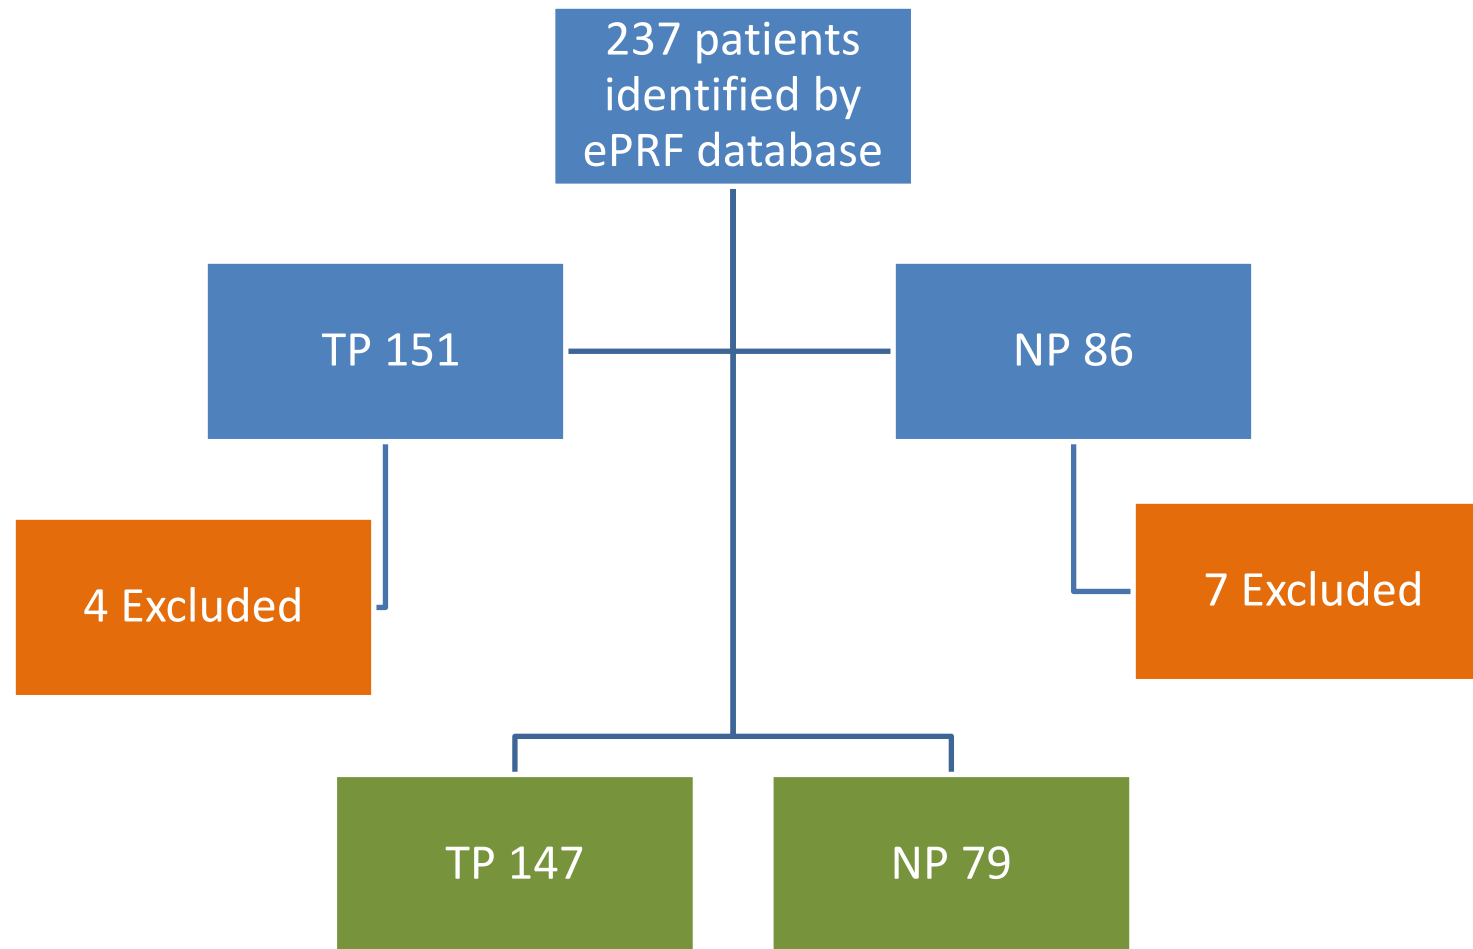 237 patients
identified by
ePRF database
TP 151
NP 86
4 Excluded
7 Excluded
TP 147
NP 79